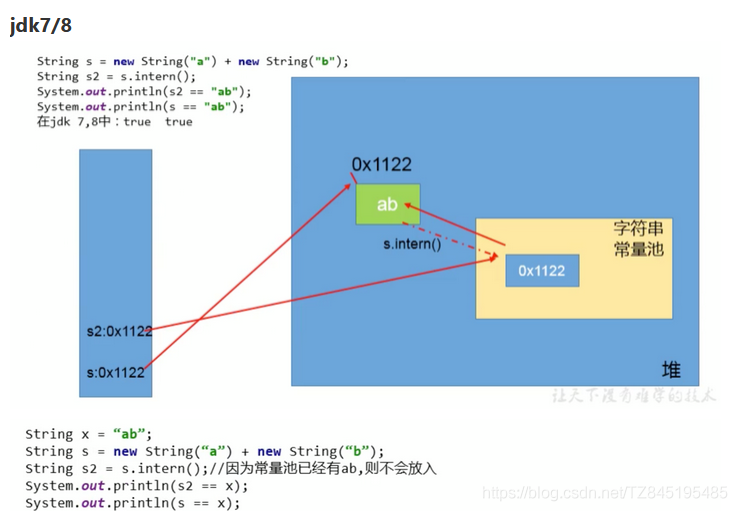 jdk7/8
String s = new String("a") + new String("b");
String s2 = s.intern();
System.out.println(s2 == "ab");
System.out.println(s == "ab");
在jdk 7,8中：true  true
0x1122
ab
s.intern()
字符串
常量池
0x1122
s2:0x1122
s:0x1122
堆
让天下没有难学的技术
String x = “ab”;
String s = new String(“a”) + new String(“b”);
String s2 = s.intern();//因为常量池已经有ab,则不会放入
System.out.println(s2 == x);
System.out.println(s == x);
https://blog.csdn.net/TZ845195485